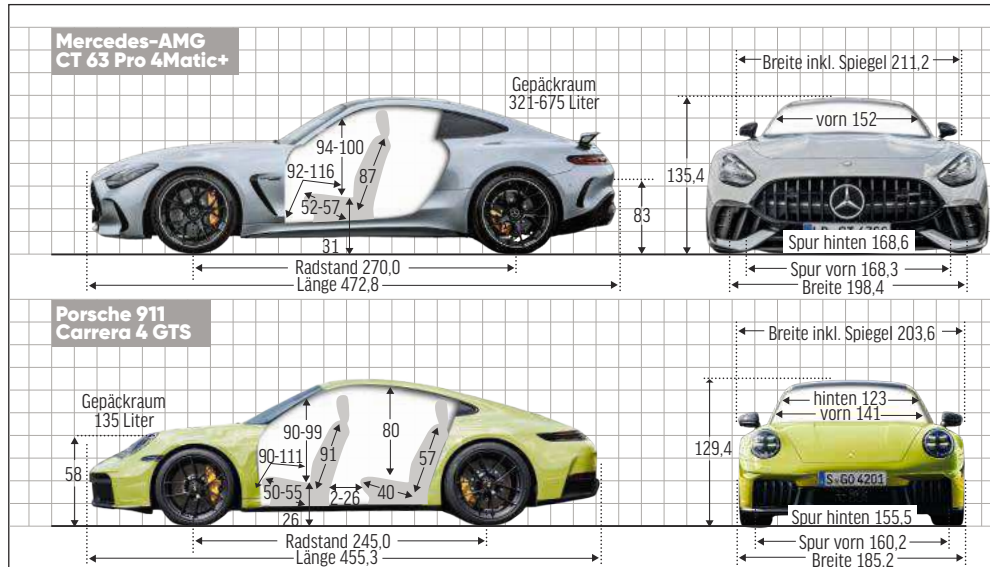 Mercedes-AMG
CT 63 Pro 4Matic+
Gepäckraum
321-675 Liter
94-100
92-116
87
52-57
31
83
Radstand 270,0
Länge 472,8
Breite inkl. Spiegel 211,2
vorn 152
135,4
Spur hinten 168,6
Spur vorn 168,3
Breite 198,4
Porsche 911
Carrera 4 GTS
Gepäckraum
135 Liter
58
90-99
90-111
91
80
57
50-55
2-26
40
26
Radstand 245,0
Länge 455,3
Breite inkl. Spiegel 203,6
hinten 123
vorn 141
129,4
S GO 4201
Spur hinten 155,5
Spur vorn 160,2
Breite 185,2